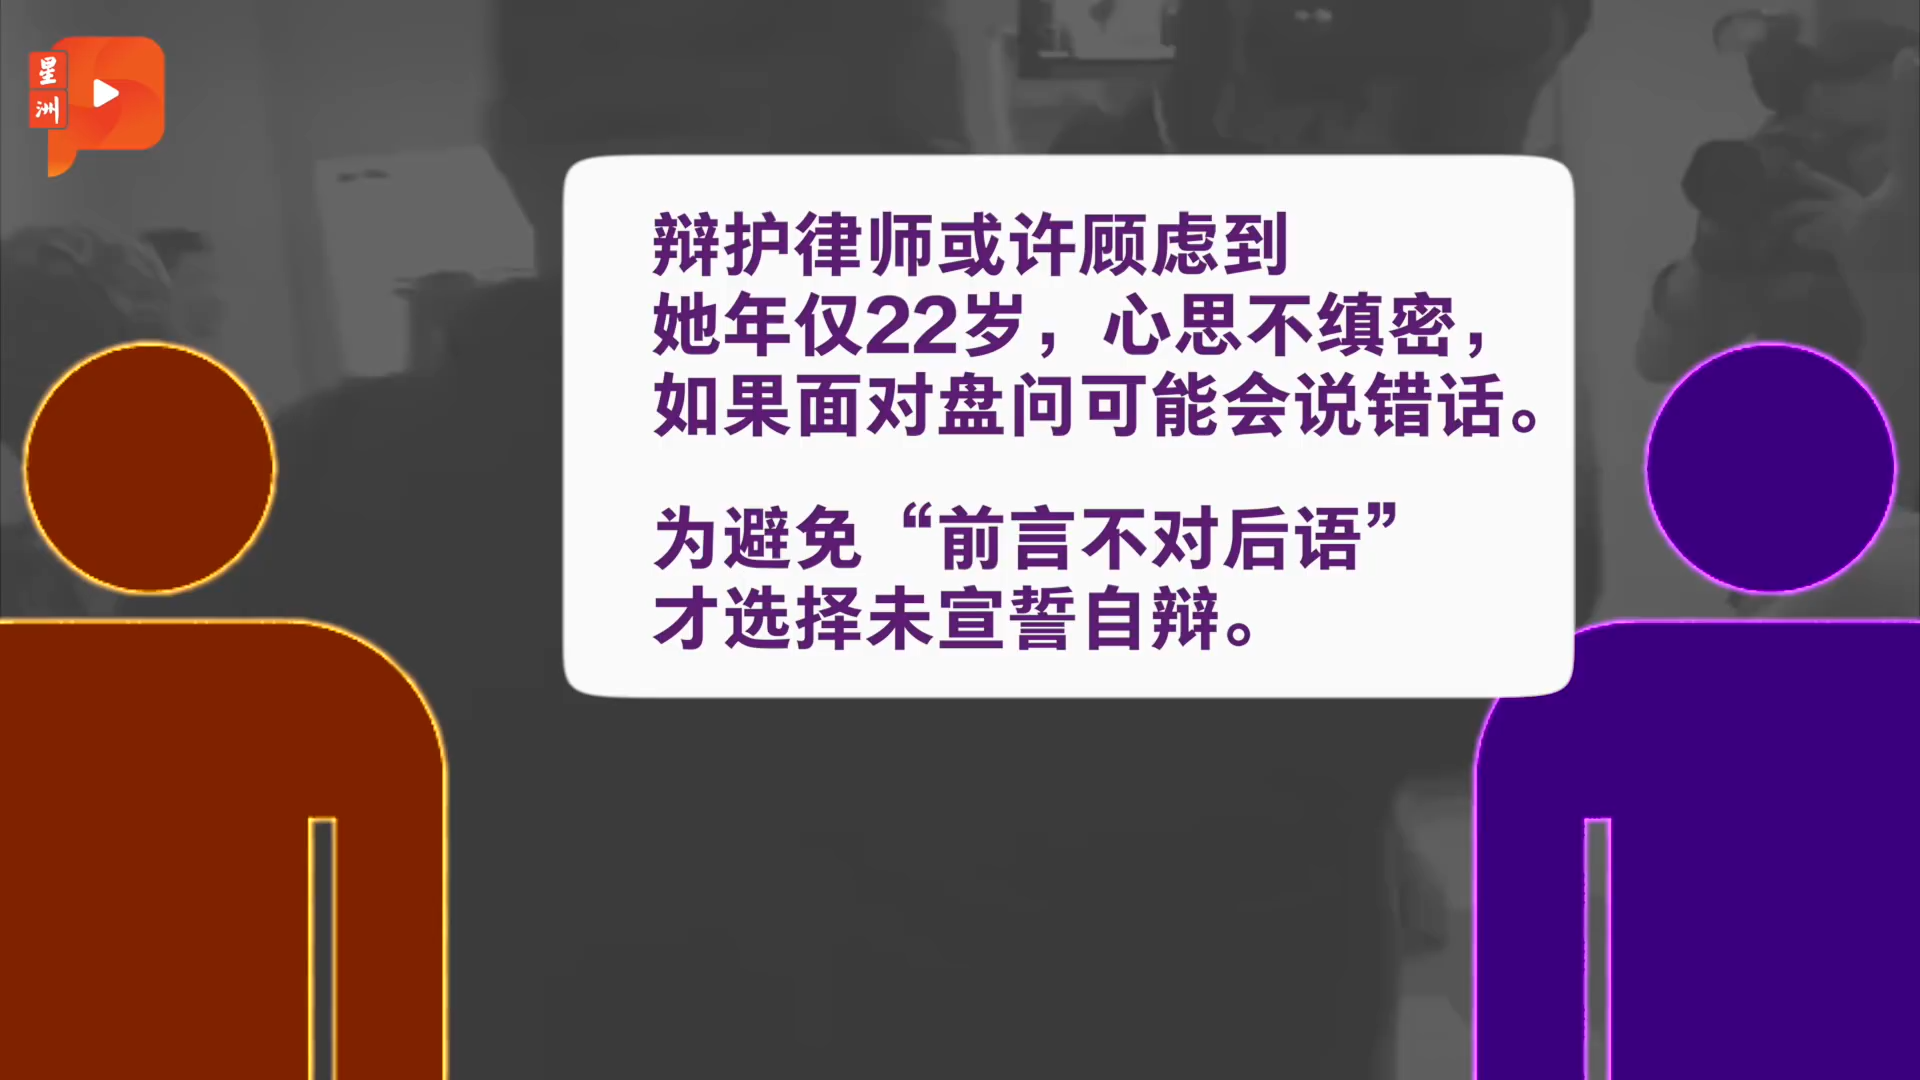 星洲
辩护律师或许顾虑到
她年仅22岁，心思不缜密，
如果面对盘问可能会说错话。
为避免“前言不对后语”
才选择未宣誓自辩。